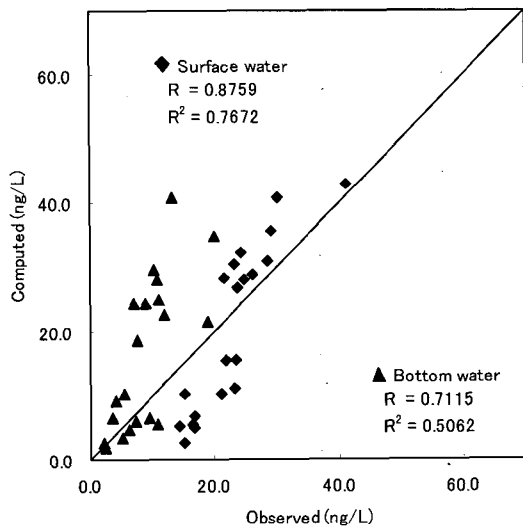 60.0
◆ Surface water
R = 0.8759
R² = 0.7672
Computed (ng/L)
40.0
20.0
▲ Bottom water
R = 0.7115
R² = 0.5062
0.0
0.0 20.0 40.0 60.0
Observed (ng/L)